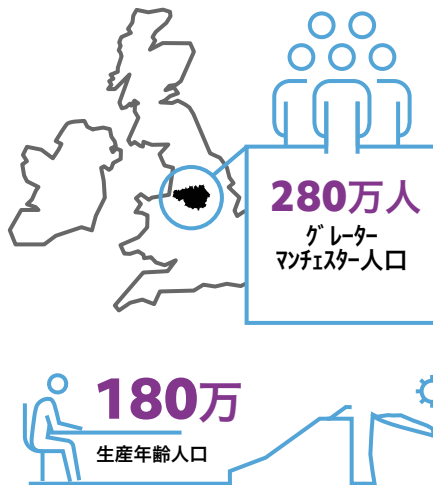 280万人
グレーター
マンチェスター人口
180万
生産年齢人口